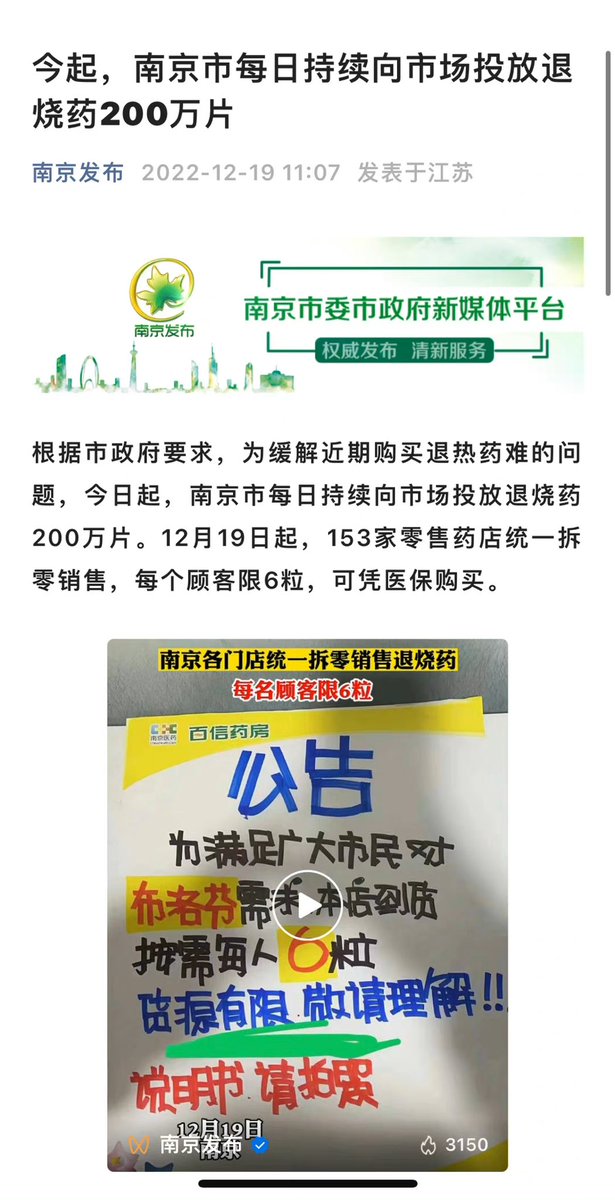 今起，南京市每日持续向市场投放退
烧药200万片
南京发布 2022-12-19 11:07 发表于江苏
南京发布
南京市委市政府新媒体平台
权威发布 清新服务
根据市政府要求，为缓解近期购买退热药难的问
题，今日起，南京市每日持续向市场投放退烧药
200万片。12月19日起，153家零售药店统一拆
零销售，每个顾客限6粒，可凭医保购买。
南京各门店统一拆零销售退烧药
每名顾客限6粒
南京医药 百信药房
公告
为满足广大市民对
布洛芬需求本店到货
按需每人6粒
货源有限 敬请理解!!
说明书 请拍照
12月19日
南京
南京发布 3150